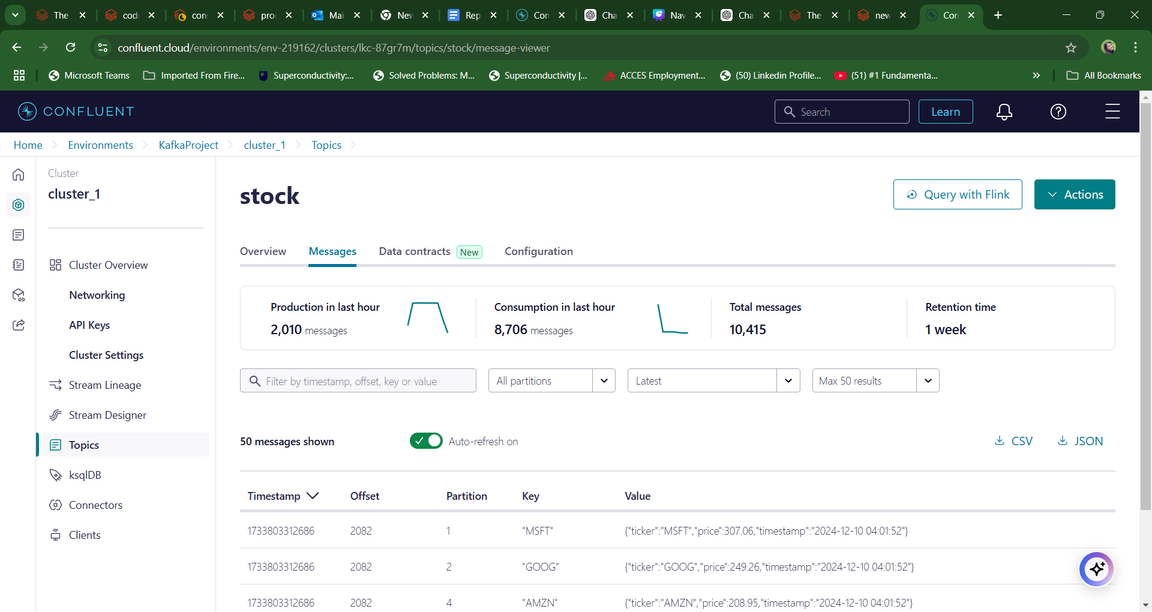 The
code
cons
pro
Mai
Nev
Rep
Con
Cha
Nav
Cha
The
nev
Con
confluent.cloud/environments/env-219162/clusters/lkc-87gr7m/topics/stock/message-viewer
Microsoft Teams
Imported From Fire...
Superconductivity:...
Solved Problems: M...
Superconductivity |...
ACCES Employment...
(50) Linkedin Profile...
(51) #1 Fundamenta...
»
All Bookmarks
CONFLUENT
Search
Learn
Home
Environments
KafkaProject
cluster_1
Topics
Cluster
cluster_1
Cluster Overview
Networking
API Keys
Cluster Settings
Stream Lineage
Stream Designer
Topics
ksqlDB
Connectors
Clients
stock
Query with Flink
Actions
Overview
Messages
Data contracts New
Configuration
Production in last hour
2,010 messages
Consumption in last hour
8,706 messages
Total messages
10,415
Retention time
1 week
Filter by timestamp, offset, key or value
All partitions
Latest
Max 50 results
50 messages shown
Auto-refresh on
CSV
JSON
Timestamp Offset Partition Key Value
1733803312686 2082 1 "MSFT" {"ticker":"MSFT","price":307.06,"timestamp":"2024-12-10 04:01:52"}
1733803312686 2082 2 "GOOG" {"ticker":"GOOG","price":249.26,"timestamp":"2024-12-10 04:01:52"}
1733803312686 2082 4 "AMZN" {"ticker":"AMZN","price":208.95,"timestamp":"2024-12-10 04:01:52"}